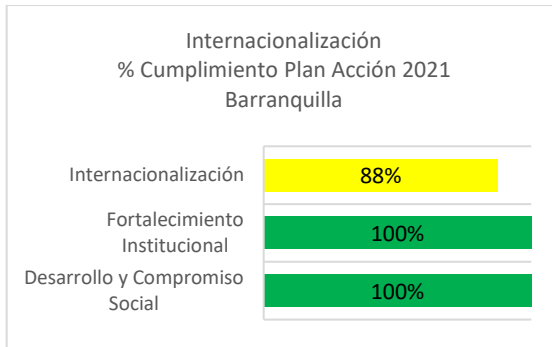 Internacionalización
% Cumplimiento Plan Acción 2021
Barranquilla
Internacionalización
88%
Fortalecimiento
Institucional
100%
Desarrollo y Compromiso
Social
100%